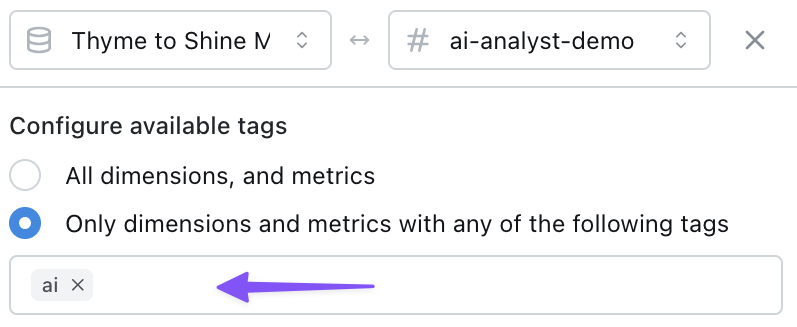 Thyme to Shine M
# ai-analyst-demo
Configure available tags
All dimensions, and metrics
Only dimensions and metrics with any of the following tags
ai